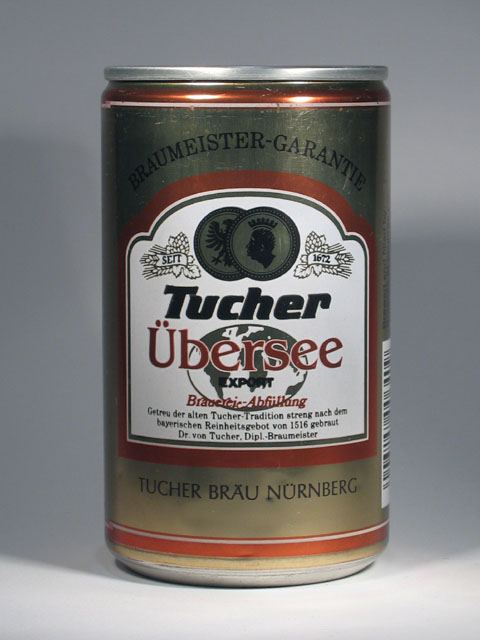 BRAUMEISTER-GARANTIE
SEIT 1672
Tucher
Übersee
EXPORT
Brauerei-Abfüllung
Getreu der alten Tucher-Tradition streng nach dem
bayerischen Reinheitsgebot von 1516 gebraut
Dr. von Tucher, Dipl.-Braumeister
TUCHER BRÄU NÜRNBERG